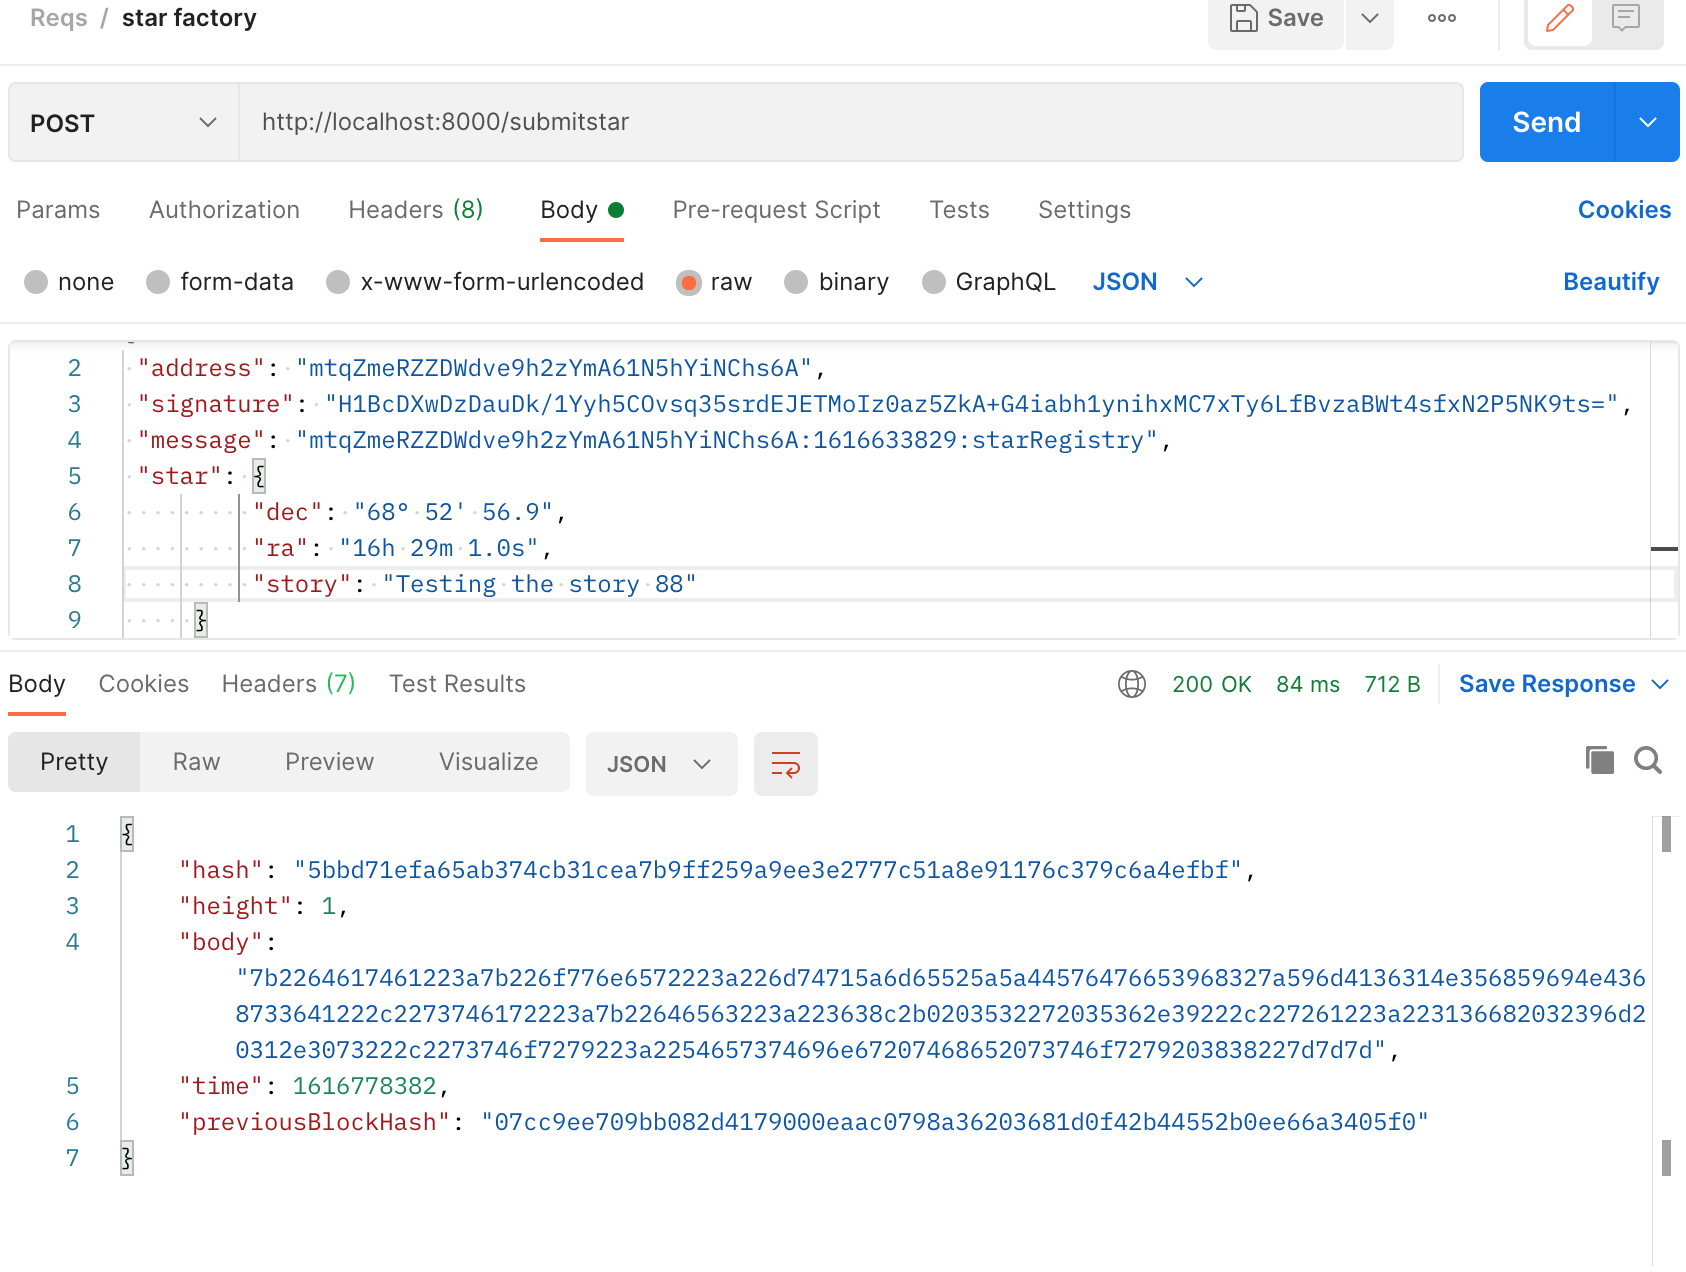 Reqs / star factory
Save
POST
http://localhost:8000/submitstar
Send
Params Authorization Headers (8) Body Pre-request Script Tests Settings Cookies
none form-data x-www-form-urlencoded raw binary GraphQL JSON Beautify
2 "address": "mtqZmeRZZDWdve9h2zYmA61N5hYiNChs6A",
3 "signature": "H1BcDXwDzDauDk/1Yyh5COvsq35srdEJETMoIz0az5ZkA+G4iabh1ynihxMC7xTy6LfBvzaBWt4sfxN2P5NK9ts=",
4 "message": "mtqZmeRZZDWdve9h2zYmA61N5hYiNChs6A:1616633829:starRegistry",
5 "star": {
6 "dec": "68° 52' 56.9",
7 "ra": "16h 29m 1.0s",
8 "story": "Testing the story 88"
9 }
Body Cookies Headers (7) Test Results 200 OK 84 ms 712 B Save Response
Pretty Raw Preview Visualize JSON
1 {
2 "hash": "5bbd71efa65ab374cb31cea7b9ff259a9ee3e2777c51a8e91176c379c6a4efbf",
3 "height": 1,
4 "body":
"7b2264617461223a7b226f776e6572223a226d74715a6d65525a5a44576476653968327a596d4136314e356859694e436
8733641222c2273746172223a7b22646563223a223638c2b0203532272035362e39222c227261223a223136682032396d2
0312e3073222c2273746f7279223a2254657374696e67207468652073746f7279203838227d7d7d",
5 "time": 1616778382,
6 "previousBlockHash": "07cc9ee709bb082d4179000eaac0798a36203681d0f42b44552b0ee66a3405f0"
7 }